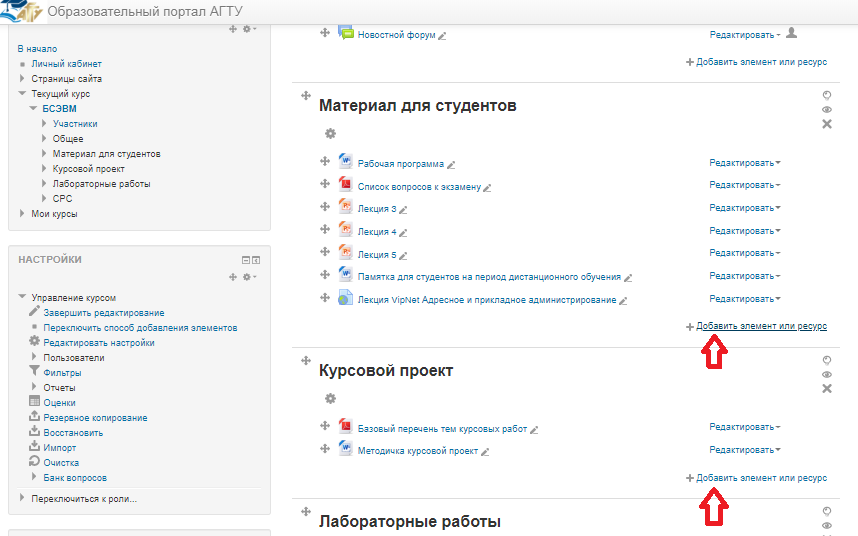 Образовательный портал АГТУ
В начало
Личный кабинет
Страницы сайта
Текущий курс
БСЭВМ
Участники
Общее
Материал для студентов
Курсовой проект
Лабораторные работы
СРС
Мои курсы
НАСТРОЙКИ
Управление курсом
Завершить редактирование
Переключить способ добавления элементов
Редактировать настройки
Пользователи
Фильтры
Отчеты
Оценки
Резервное копирование
Восстановить
Импорт
Очистка
Банк вопросов
Переключиться к роли...
Новостной форум Редактировать
Добавить элемент или ресурс
Материал для студентов
Рабочая программа Редактировать
Список вопросов к экзамену Редактировать
Лекция 3 Редактировать
Лекция 4 Редактировать
Лекция 5 Редактировать
Памятка для студентов на период дистанционного обучения Редактировать
Лекция VipNet Адресное и прикладное администрирование Редактировать
Добавить элемент или ресурс
Курсовой проект
Базовый перечень тем курсовых работ Редактировать
Методичка курсовой проект Редактировать
Добавить элемент или ресурс
Лабораторные работы